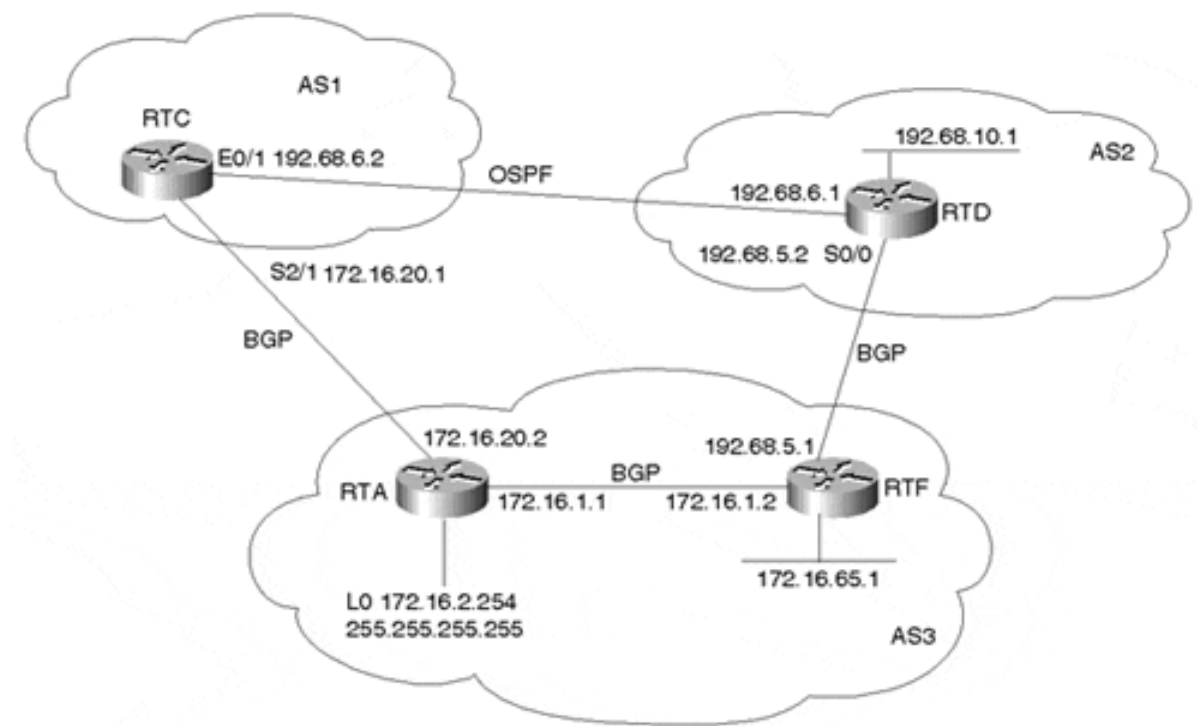 AS1
RTC
E0/1 192.68.6.2
OSPF
192.68.10.1
AS2
192.68.6.1
RTD
192.68.5.2 S0/0
S2/1 172.16.20.1
BGP
BGP
172.16.20.2
192.68.5.1
BGP
RTA
172.16.1.1
172.16.1.2
RTF
172.16.65.1
L0 172.16.2.254
255.255.255.255
AS3